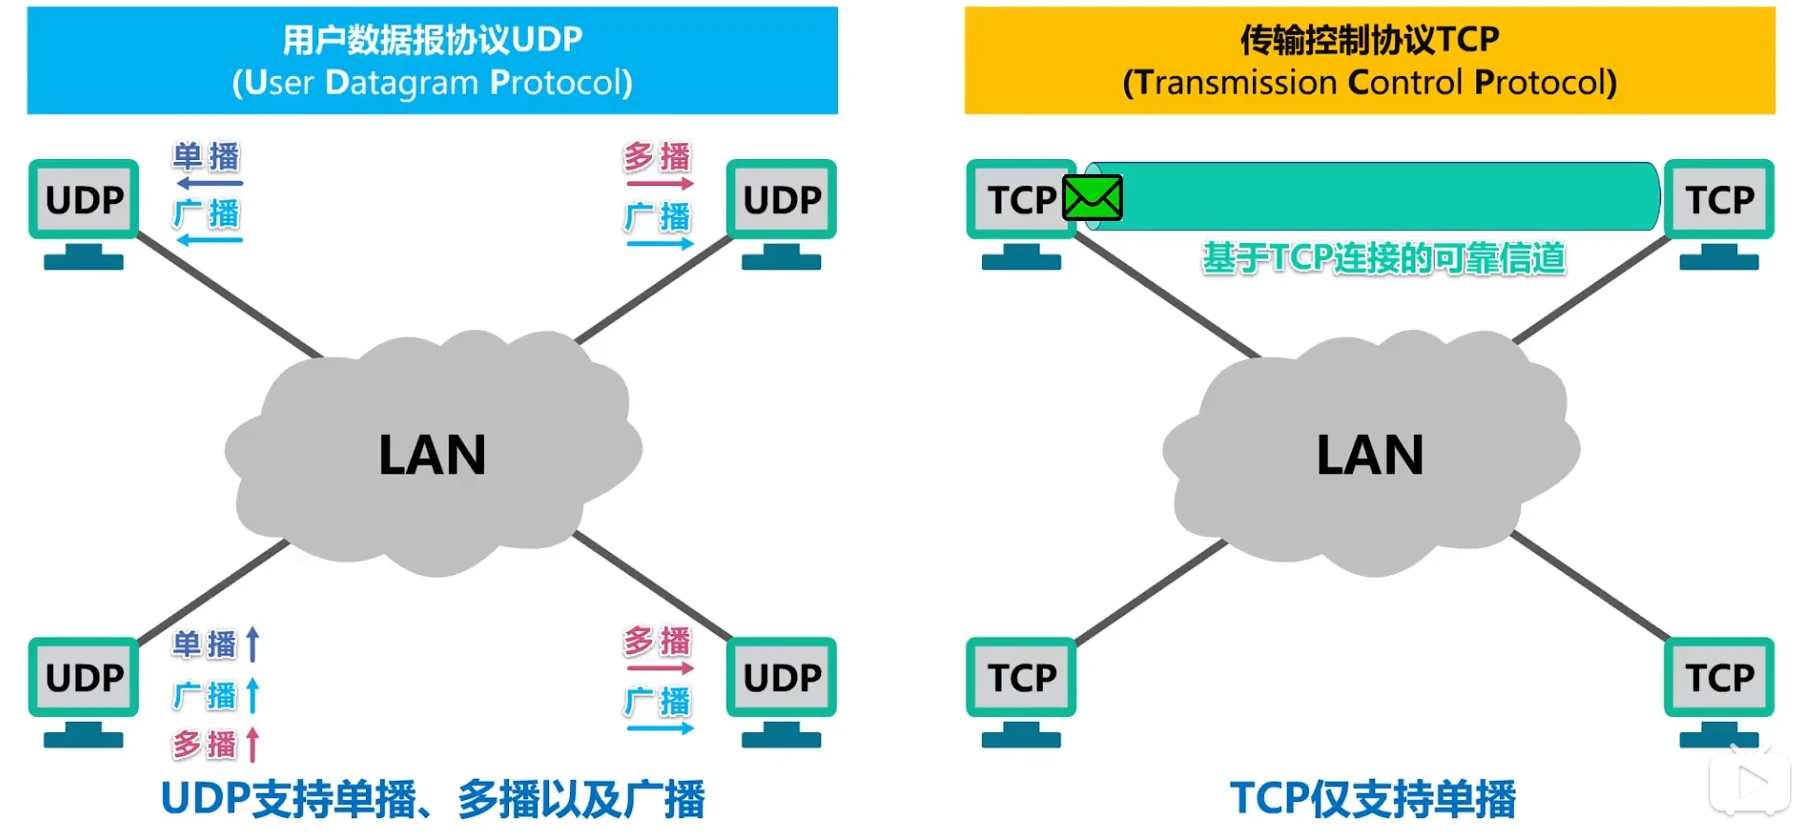 用户数据报协议UDP
(User Datagram Protocol)
UDP
单播
广播
多播
广播
UDP
LAN
UDP
单播
广播
多播
多播
广播
UDP
UDP支持单播、多播以及广播
传输控制协议TCP
(Transmission Control Protocol)
TCP
TCP
基于TCP连接的可靠信道
LAN
TCP
TCP
TCP仅支持单播